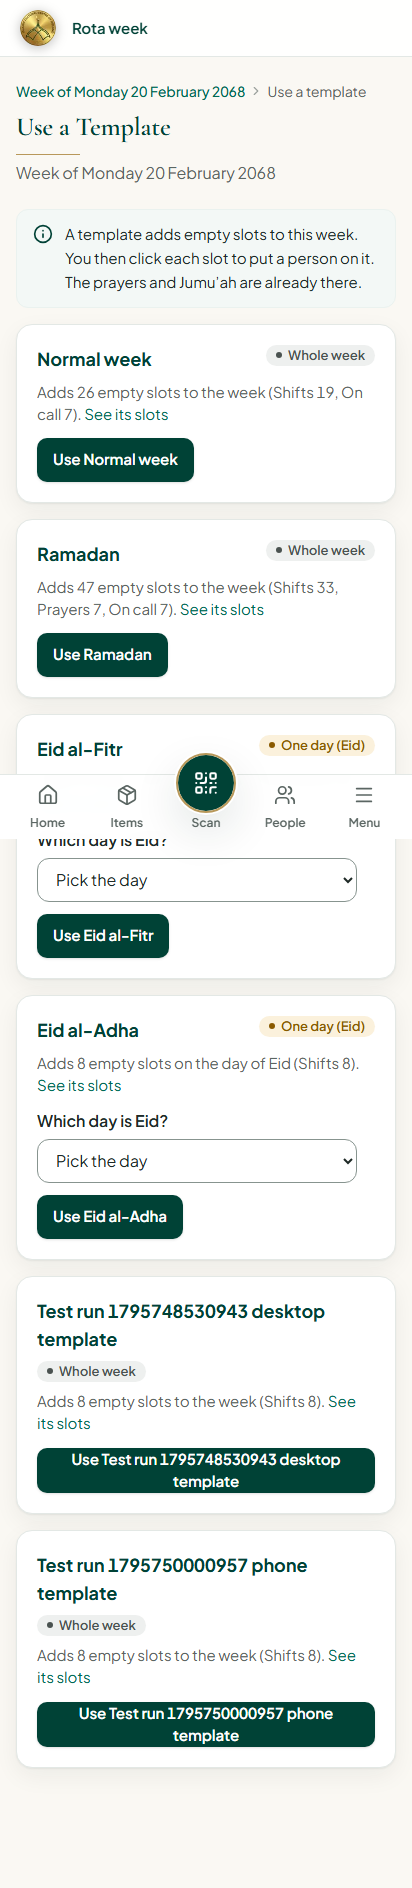 Rota week
Week of Monday 20 February 2068 > Use a template
Use a Template
Week of Monday 20 February 2068
A template adds empty slots to this week.
You then click each slot to put a person on it.
The prayers and Jumu'ah are already there.
Normal week
Whole week
Adds 26 empty slots to the week (Shifts 19, On
call 7). See its slots
Use Normal week
Ramadan
Whole week
Adds 47 empty slots to the week (Shifts 33,
Prayers 7, On call 7). See its slots
Use Ramadan
Eid al-Fitr
One day (Eid)
Home
Items
Scan
People
Menu
Which day is Eid?
Pick the day
Use Eid al-Fitr
Eid al-Adha
One day (Eid)
Adds 8 empty slots on the day of Eid (Shifts 8).
See its slots
Which day is Eid?
Pick the day
Use Eid al-Adha
Test run 1795748530943 desktop
template
Whole week
Adds 8 empty slots to the week (Shifts 8). See
its slots
Use Test run 1795748530943 desktop
template
Test run 1795750000957 phone
template
Whole week
Adds 8 empty slots to the week (Shifts 8). See
its slots
Use Test run 1795750000957 phone
template